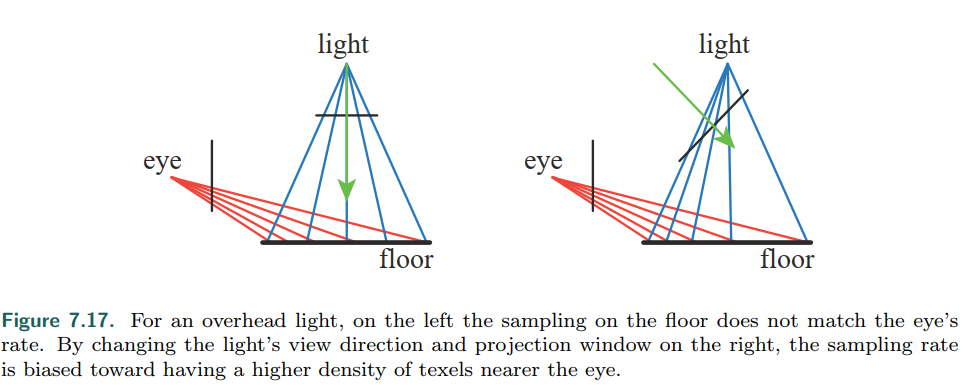 light
light
eye
eye
floor
floor
Figure 7.17. For an overhead light, on the left the sampling on the floor does not match the eye's
rate. By changing the light's view direction and projection window on the right, the sampling rate
is biased toward having a higher density of texels nearer the eye.